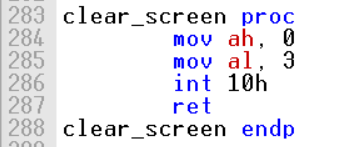 283 clear_screen proc
284 mov ah, 0
285 mov al, 3
286 int 10h
287 ret
288 clear_screen endp